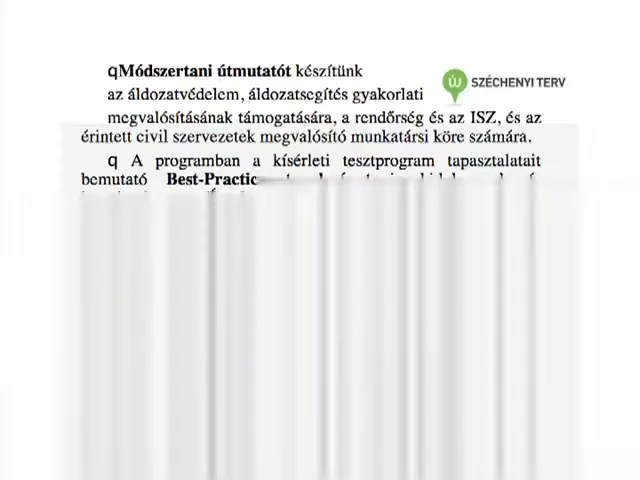 qMódszertani útmutatót készítünk
ÚJ SZÉCHENYI TERV
az áldozatvédelem, áldozatsegítés gyakorlati
megvalósításának támogatására, a rendőrség és az ISZ, és az
érintett civil szervezetek megvalósító munkatársi köre számára.
q A programban a kísérleti tesztprogram tapasztalatait
bemutató Best-Practic